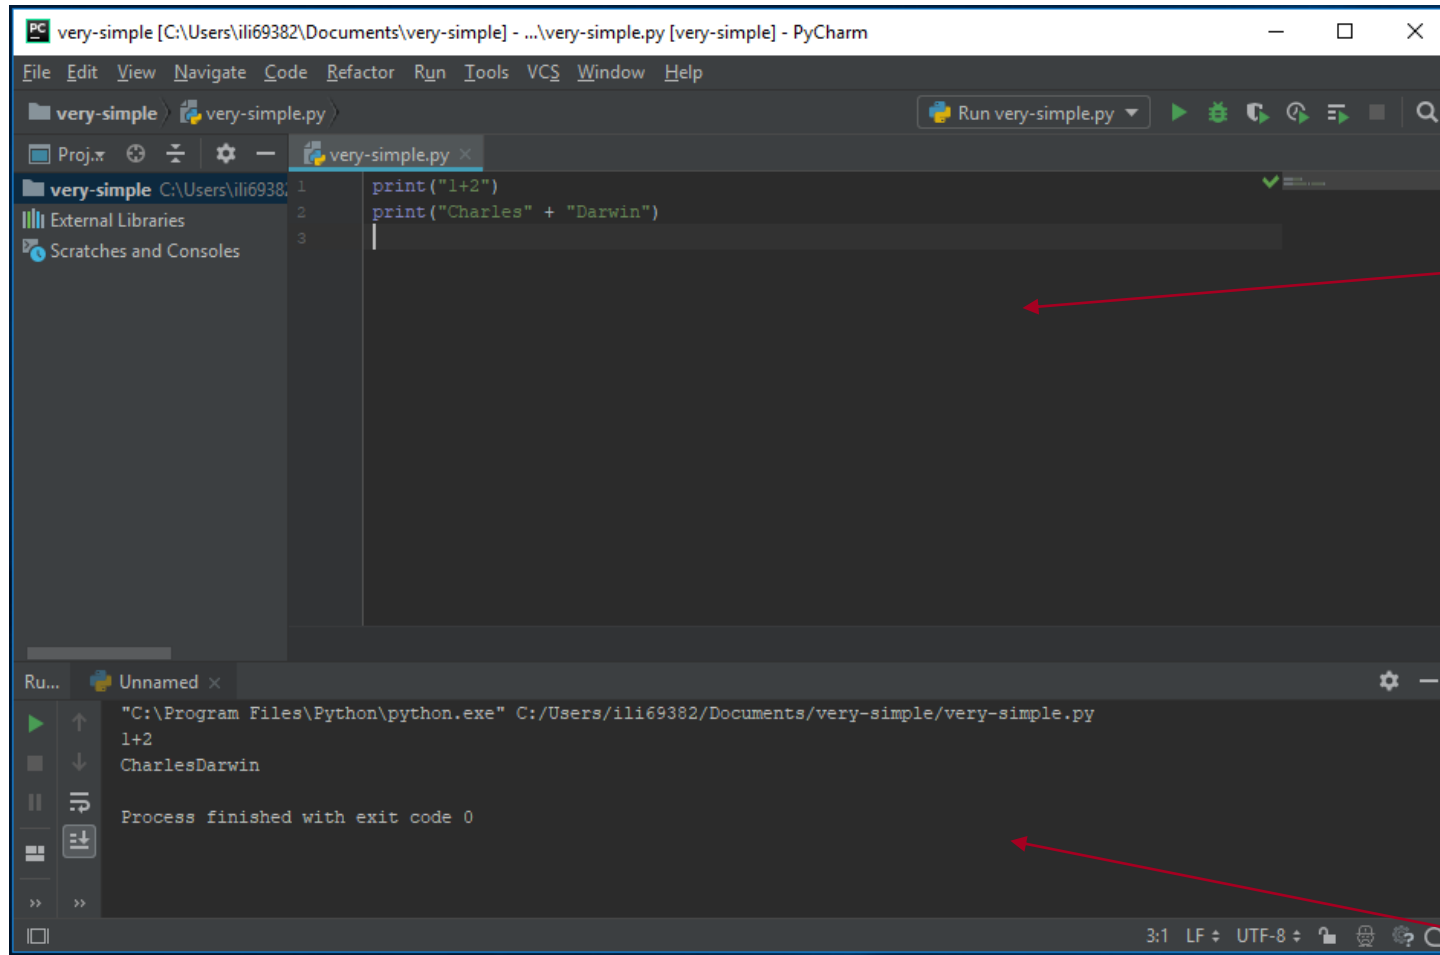 PC very-simple [C:\Users\ili69382\Documents\very-simple] - ...\very-simple.py [very-simple] - PyCharm
File Edit View Navigate Code Refactor Run Tools VCS Window Help
very-simple very-simple.py Run very-simple.py
Proj... very-simple.py
very-simple C:\Users\ili69382
External Libraries
Scratches and Consoles
1 print("1+2")
2 print("Charles" + "Darwin")
3
Ru... Unnamed
"C:\Program Files\Python\python.exe" C:/Users/ili69382/Documents/very-simple/very-simple.py
1+2
CharlesDarwin
Process finished with exit code 0
3:1 LF UTF-8